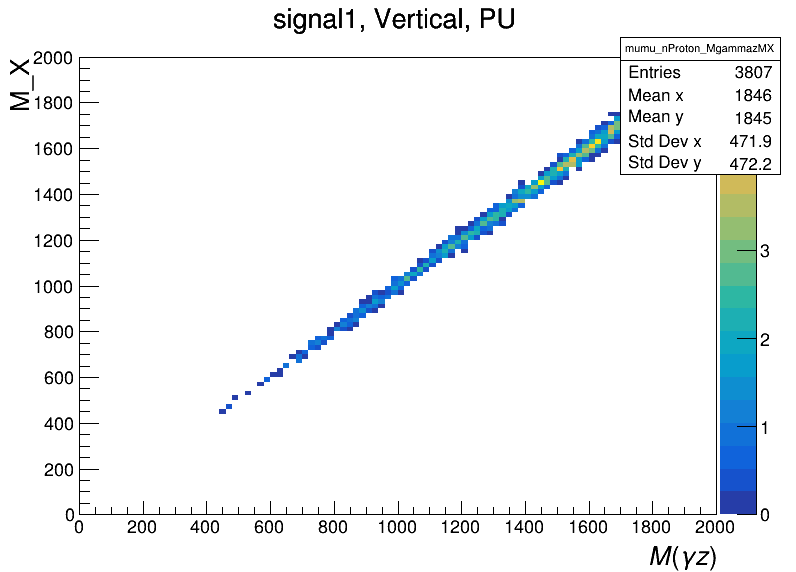 signal1, Vertical, PU
mumu_nProton_MgammazMX
Entries 3807
Mean x 1846
Mean y 1845
Std Dev x 471.9
Std Dev y 472.2
M_X
2000
1800
1600
1400
1200
1000
800
600
400
200
0
3
2
1
0
0 200 400 600 800 1000 1200 1400 1600 1800 2000
M(γz)